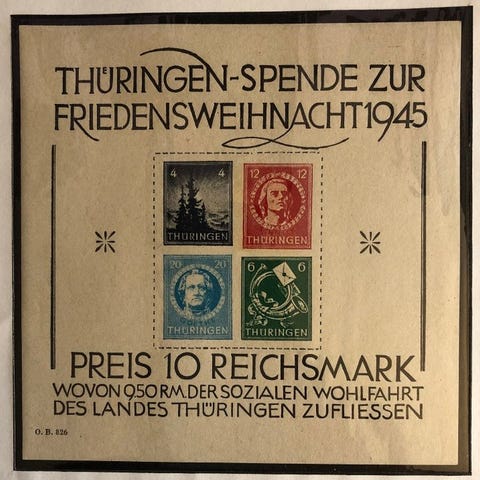 THÜRINGEN-SPENDE ZUR
FRIEDENSWEIHNACHT 1945
4 4
THÜRINGEN
12 12
THÜRINGEN
20 20
GOETHE
THÜRINGEN
6 6
THÜRINGEN
PREIS 10 REICHSMARK
WOVON 9.50 RM. DER SOZIALEN WOHLFAHRT
DES LANDES THÜRINGEN ZUFLIESSEN
O. B. 826